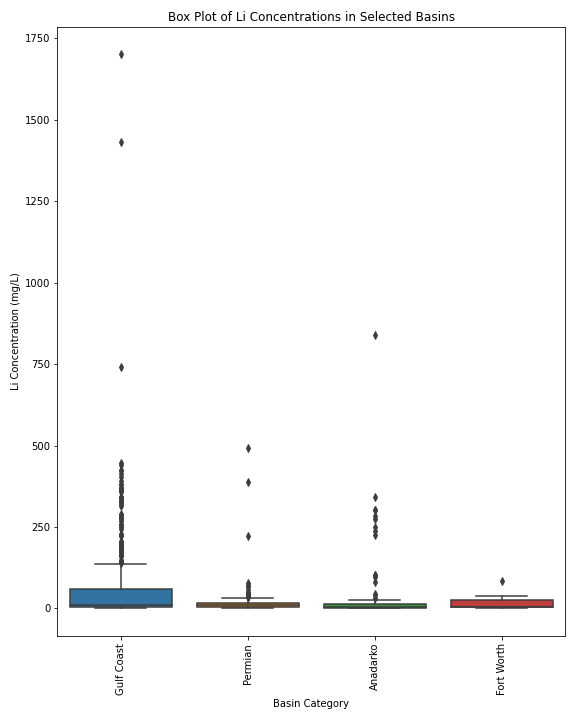 Box Plot of Li Concentrations in Selected Basins
1750
1500
1250
1000
750
500
250
0
Li Concentration (mg/L)
Gulf Coast
Permian
Anadarko
Fort Worth
Basin Category